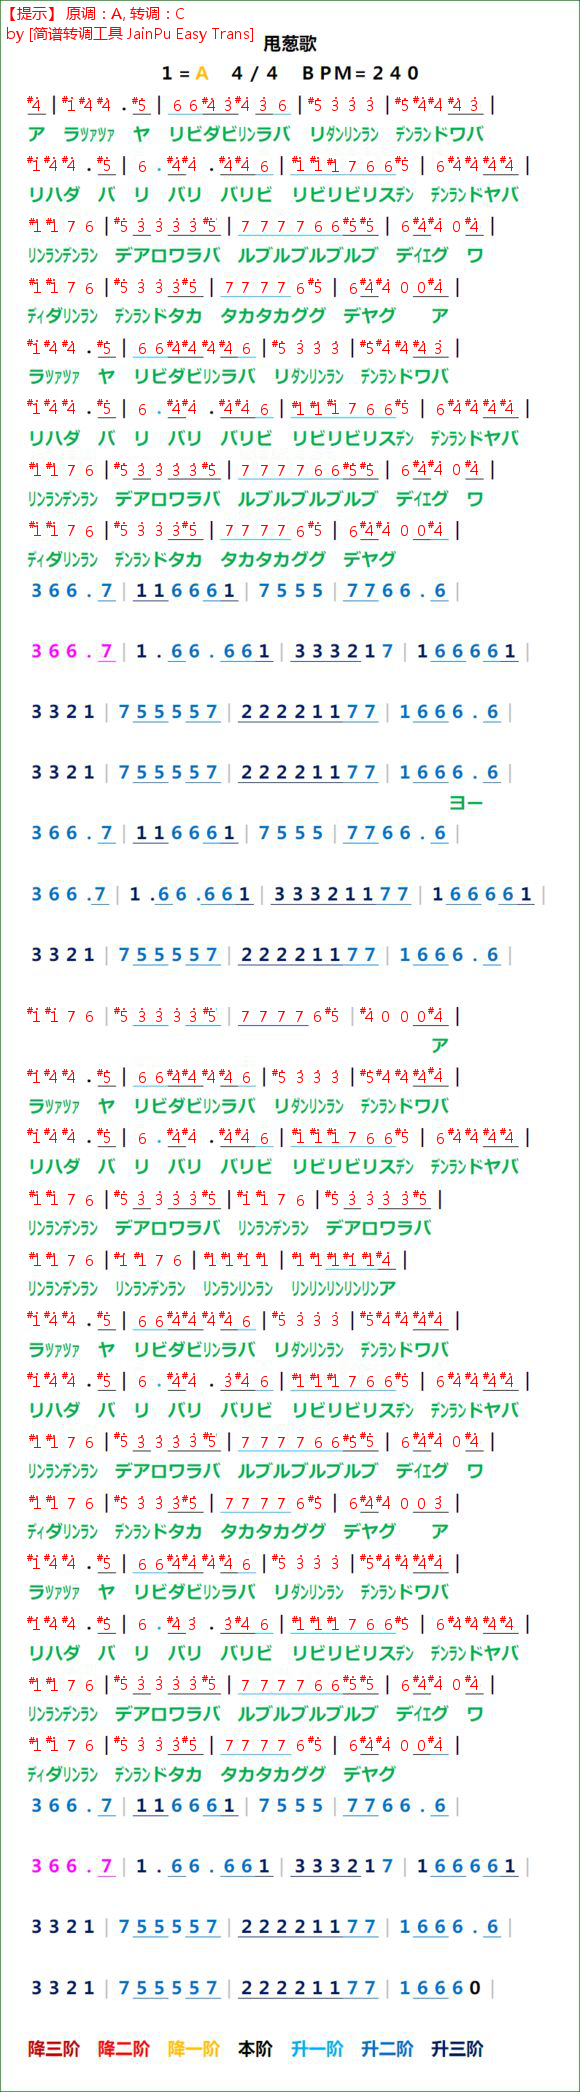 【提示】 原调：A, 转调：C
by [简谱转调工具 JainPu Easy Trans]
甩葱歌
1 = A 4 / 4 BPM = 240
#4 | #1 #4 #4 . #5 | 6 6 #4 3 #4 3 6 | #5 3 3 3 | #5 #4 #4 #4 3 |
ア ラッァッァ ヤ リビダビリンラバ リダンリンラン デンランドワバ
#1 #4 #4 . #5 | 6 . #4 #4 . #4 #4 6 | #1 #1 #1 7 6 6 #5 | 6 #4 #4 #4 #4 |
リハダ バ リ バリ バリビ リビリビリスデン デンランドヤバ
#1 #1 7 6 | #5 3 3 3 3 #5 | 7 7 7 7 6 6 #5 #5 | 6 #4 #4 0 #4 |
リンランデンラン デアロワラバ ルブルブルブルブ デイエグ ワ
#1 #1 7 6 | #5 3 3 3 #5 | 7 7 7 7 6 #5 | 6 #4 #4 0 0 #4 |
ディダリンラン デンランドタカ タカタカググ デヤグ ア
#1 #4 #4 . #5 | 6 6 #4 #4 #4 #4 6 | #5 3 3 3 | #5 #4 #4 #4 3 |
ラッァッァ ヤ リビダビリンラバ リダンリンラン デンランドワバ
#1 #4 #4 . #5 | 6 . #4 #4 . #4 #4 6 | #1 #1 #1 7 6 6 #5 | 6 #4 #4 #4 #4 |
リハダ バ リ バリ バリビ リビリビリスデン デンランドヤバ
#1 #1 7 6 | #5 3 3 3 3 #5 | 7 7 7 7 6 6 #5 #5 | 6 #4 #4 0 #4 |
リンランデンラン デアロワラバ ルブルブルブルブ デイエグ ワ
#1 #1 7 6 | #5 3 3 3 #5 | 7 7 7 7 6 #5 | 6 #4 #4 0 0 #4 |
ディダリンラン デンランドタカ タカタカググ デヤグ
3 6 6 . 7 | 1 1 6 6 6 1 | 7 5 5 5 | 7 7 6 6 . 6 |
3 6 6 . 7 | 1 . 6 6 . 6 6 1 | 3 3 3 2 1 7 | 1 6 6 6 6 1 |
3 3 2 1 | 7 5 5 5 5 7 | 2 2 2 2 1 1 7 7 | 1 6 6 6 . 6 |
3 3 2 1 | 7 5 5 5 5 7 | 2 2 2 2 1 1 7 7 | 1 6 6 6 . 6 |
ヨー
3 6 6 . 7 | 1 1 6 6 6 1 | 7 5 5 5 | 7 7 6 6 . 6 |
3 6 6 . 7 | 1 . 6 6 . 6 6 1 | 3 3 3 2 1 1 7 7 | 1 6 6 6 6 1 |
3 3 2 1 | 7 5 5 5 5 7 | 2 2 2 2 1 1 7 7 | 1 6 6 6 . 6 |
#1 #1 7 6 | #5 3 3 3 3 #5 | 7 7 7 7 6 #5 | #4 0 0 0 #4 |
ア
#1 #4 #4 . #5 | 6 6 #4 #4 #4 #4 6 | #5 3 3 3 | #5 #4 #4 #4 #4 |
ラッァッァ ヤ リビダビリンラバ リダンリンラン デンランドワバ
#1 #4 #4 . #5 | 6 . #4 #4 . #4 #4 6 | #1 #1 #1 7 6 6 #5 | 6 #4 #4 #4 #4 |
リハダ バ リ バリ バリビ リビリビリスデン デンランドヤバ
#1 #1 7 6 | #5 3 3 3 3 #5 | #1 #1 7 6 | #5 3 3 3 3 #5 |
リンランデンラン デアロワラバ リンランデンラン デアロワラバ
#1 #1 7 6 | #1 #1 7 6 | #1 #1 #1 #1 | #1 #1 #1 #1 #1 #4 |
リンランデンラン リンランデンラン リンランリンラン リンリンリンリンリンア
#1 #4 #4 . #5 | 6 6 #4 #4 #4 #4 6 | #5 3 3 3 | #5 #4 #4 #4 #4 |
ラッァッァ ヤ リビダビリンラバ リダンリンラン デンランドワバ
#1 #4 #4 . #5 | 6 . #4 #4 . 3 #4 6 | #1 #1 #1 7 6 6 #5 | 6 #4 #4 #4 #4 |
リハダ バ リ バリ バリビ リビリビリスデン デンランドヤバ
#1 #1 7 6 | #5 3 3 3 3 #5 | 7 7 7 7 6 6 #5 #5 | 6 #4 #4 0 #4 |
リンランデンラン デアロワラバ ルブルブルブルブ デイエグ ワ
#1 #1 7 6 | #5 3 3 3 #5 | 7 7 7 7 6 #5 | 6 #4 #4 0 0 3 |
ディダリンラン デンランドタカ タカタカググ デヤグ ア
#1 #4 #4 . #5 | 6 6 #4 #4 #4 #4 6 | #5 3 3 3 | #5 #4 #4 #4 #4 |
ラッァッァ ヤ リビダビリンラバ リダンリンラン デンランドワバ
#1 #4 #4 . #5 | 6 . #4 3 . 3 #4 6 | #1 #1 #1 7 6 6 #5 | 6 #4 #4 #4 #4 |
リハダ バ リ バリ バリビ リビリビリスデン デンランドヤバ
#1 #1 7 6 | #5 3 3 3 3 #5 | 7 7 7 7 6 6 #5 #5 | 6 #4 #4 0 #4 |
リンランデンラン デアロワラバ ルブルブルブルブ デイエグ ワ
#1 #1 7 6 | #5 3 3 3 #5 | 7 7 7 7 6 #5 | 6 #4 #4 0 0 #4 |
ディダリンラン デンランドタカ タカタカググ デヤグ
3 6 6 . 7 | 1 1 6 6 6 1 | 7 5 5 5 | 7 7 6 6 . 6 |
3 6 6 . 7 | 1 . 6 6 . 6 6 1 | 3 3 3 2 1 7 | 1 6 6 6 6 1 |
3 3 2 1 | 7 5 5 5 5 7 | 2 2 2 2 1 1 7 7 | 1 6 6 6 . 6 |
3 3 2 1 | 7 5 5 5 5 7 | 2 2 2 2 1 1 7 7 | 1 6 6 6 0 |
降三阶 降二阶 降一阶 本阶 升一阶 升二阶 升三阶